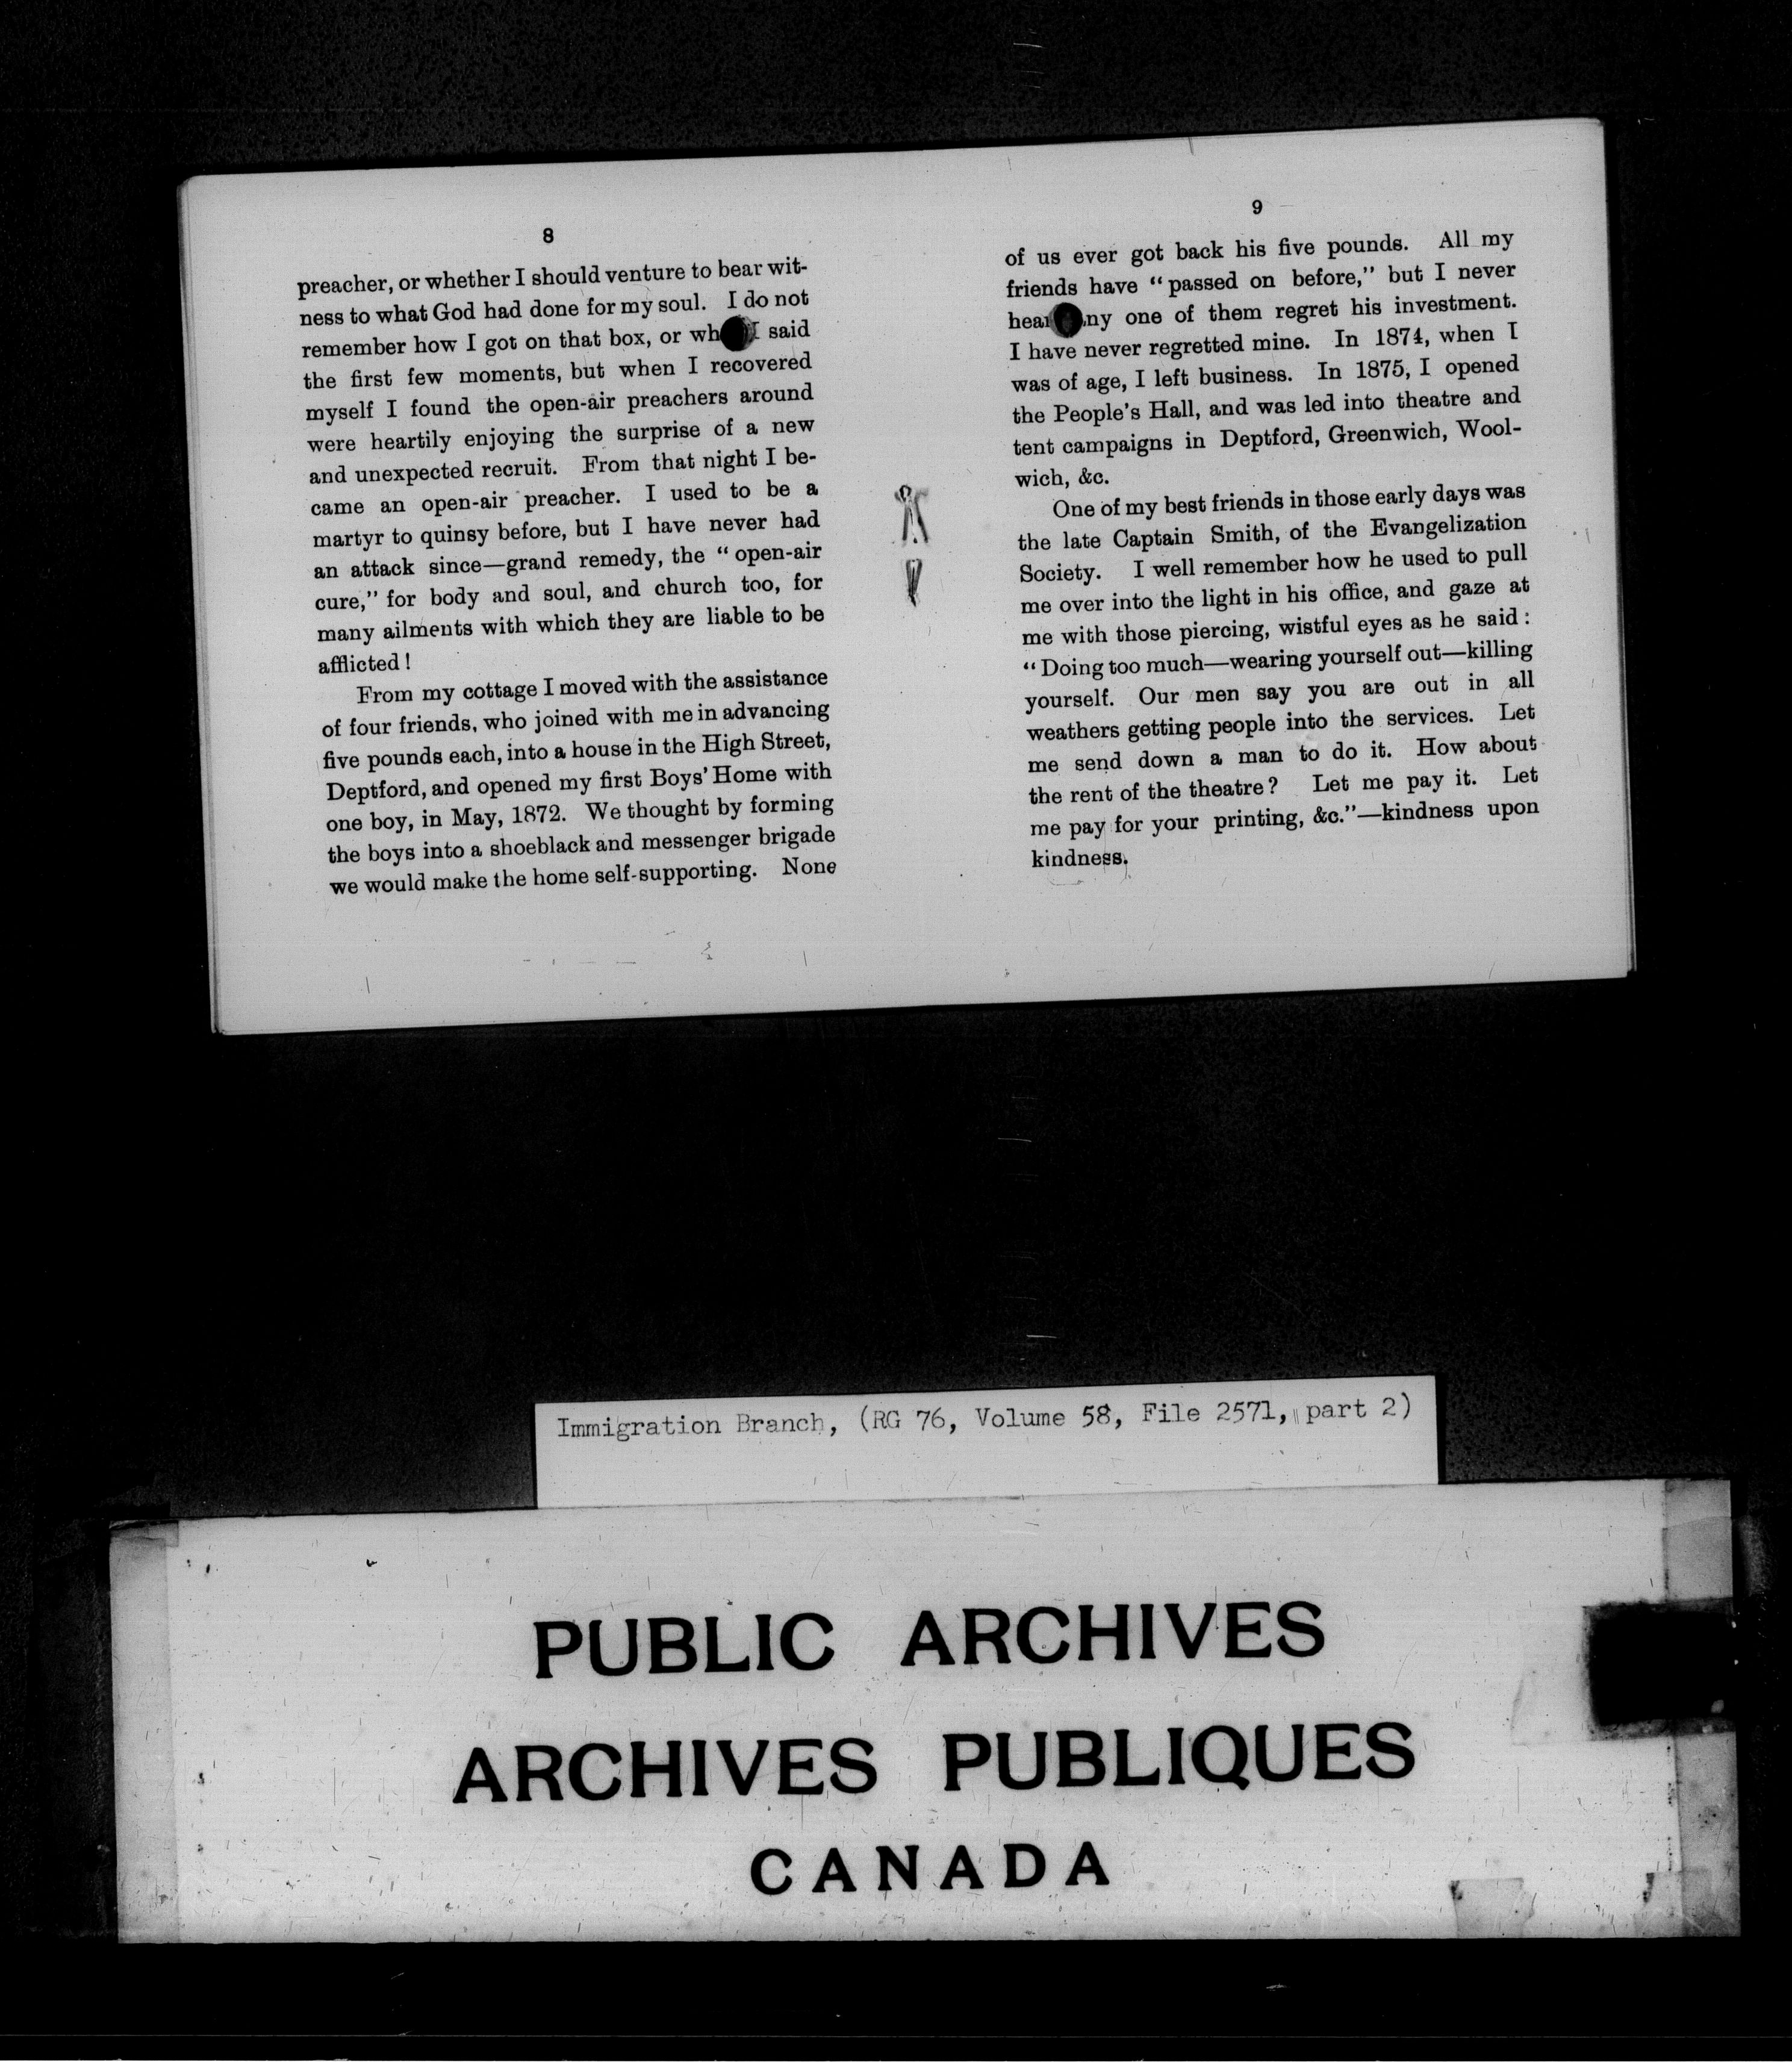 8
preacher, or whether I should venture to bear wit-
ness to what God had done for my soul. I do not
remember how I got on that box, or wh I said
the first few moments, but when I recovered
myself I found the open-air preachers around
were heartily enjoying the surprise of a new
and unexpected recruit. From that night I be-
came an open-air preacher. I used to be a
martyr to quinsy before, but I have never had
an attack since—grand remedy, the “open-air
cure,” for body and soul, and church too, for
many ailments with which they are liable to be
afflicted!
From my cottage I moved with the assistance
of four friends, who joined with me in advancing
five pounds each, into a house in the High Street,
Deptford, and opened my first Boys’ Home with
one boy, in May, 1872. We thought by forming
the boys into a shoeblack and messenger brigade
we would make the home self-supporting. None
9
of us ever got back his five pounds. All my
friends have “passed on before,” but I never
hear ny one of them regret his investment.
I have never regretted mine. In 1874, when I
was of age, I left business. In 1875, I opened
the People’s Hall, and was led into theatre and
tent campaigns in Deptford, Greenwich, Wool-
wich, &c.
One of my best friends in those early days was
the late Captain Smith, of the Evangelization
Society. I well remember how he used to pull
me over into the light in his office, and gaze at
me with those piercing, wistful eyes as he said:
“Doing too much—wearing yourself out—killing
yourself. Our men say you are out in all
weathers getting people into the services. Let
me send down a man to do it. How about
the rent of the theatre? Let me pay it. Let
me pay for your printing, &c.”—kindness upon
kindness.
Immigration Branch, (RG 76, Volume 58, File 2571, part 2)
PUBLIC ARCHIVES
ARCHIVES PUBLIQUES
CANADA